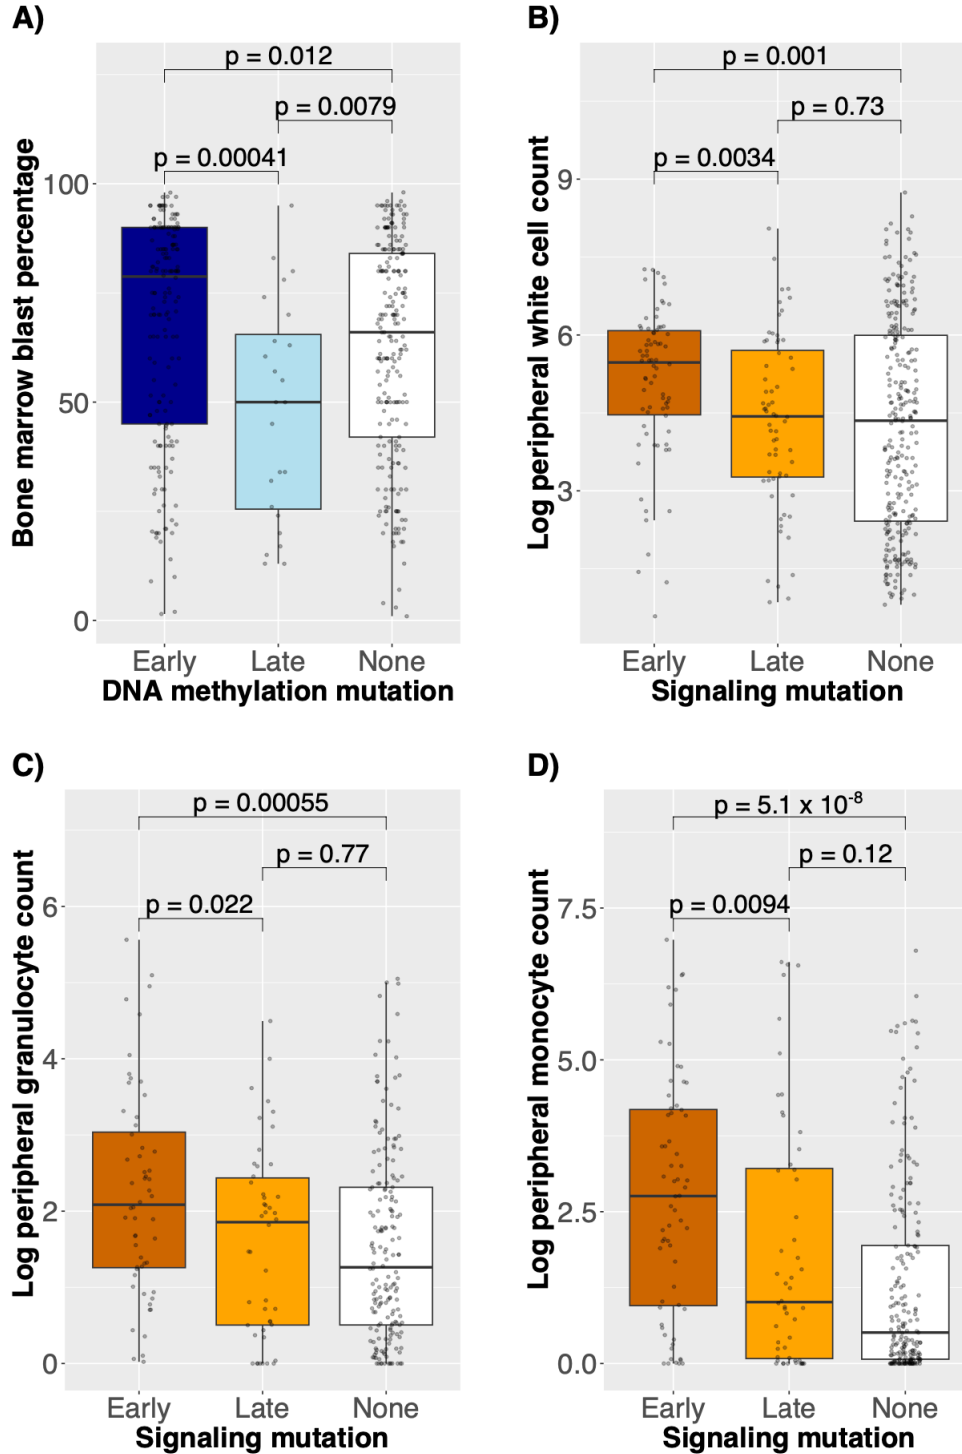 A)
p = 0.012
p = 0.0079
p = 0.00041
Bone marrow blast percentage
100
50
0
Early Late None
DNA methylation mutation
B)
p = 0.001
p = 0.73
p = 0.0034
Log peripheral white cell count
9
6
3
Early Late None
Signaling mutation
C)
p = 0.00055
p = 0.77
p = 0.022
Log peripheral granulocyte count
6
4
2
0
Early Late None
Signaling mutation
D)
p = 5.1 x 10⁻⁸
p = 0.12
p = 0.0094
Log peripheral monocyte count
7.5
5.0
2.5
0.0
Early Late None
Signaling mutation